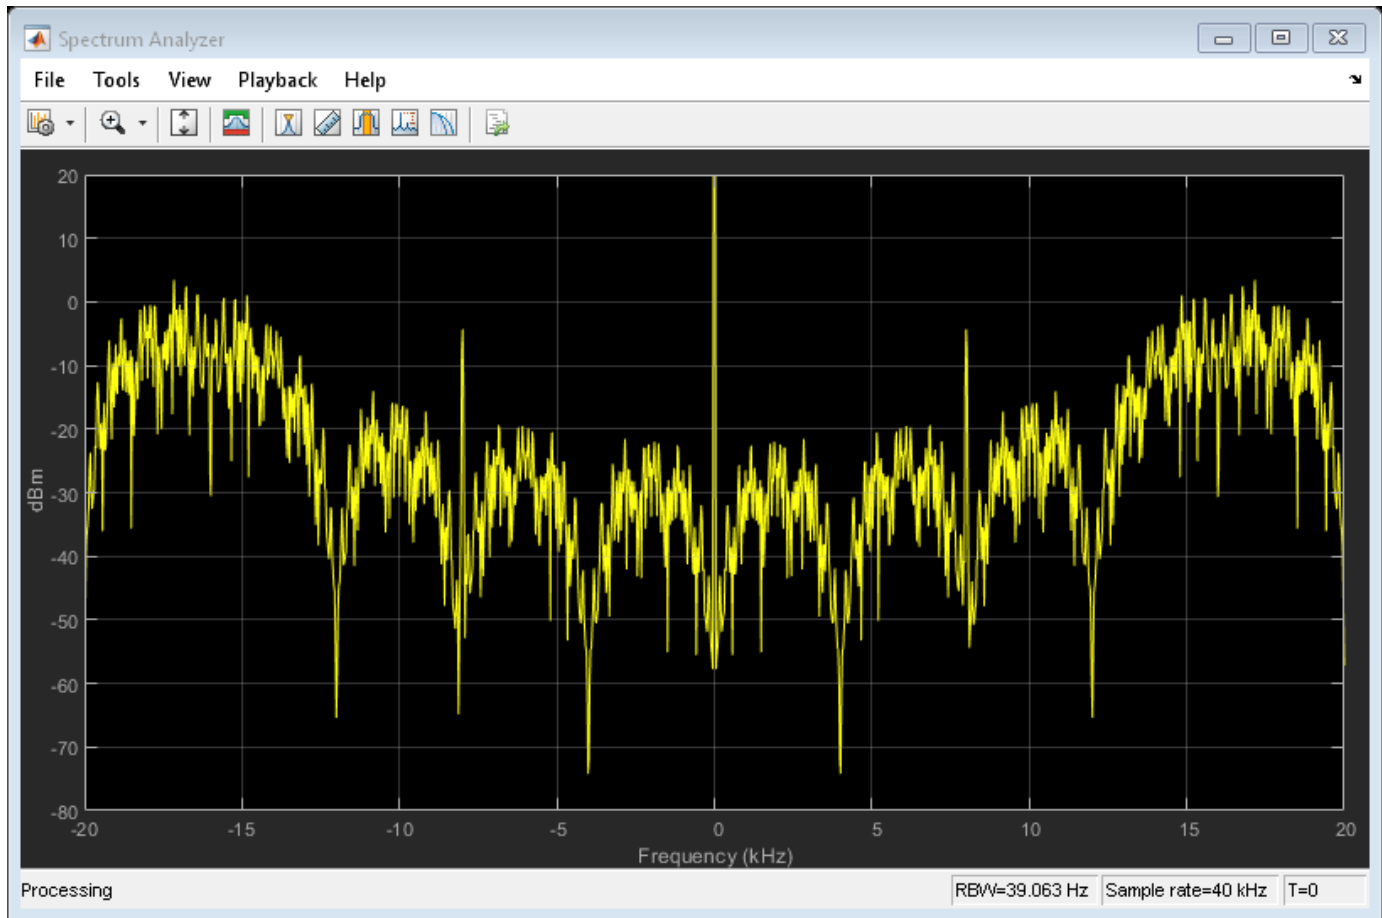 Spectrum Analyzer
File Tools View Playback Help
20
10
0
-10
-20
-30
-40
-50
-60
-70
-80
dBm
-20 -15 -10 -5 0 5 10 15 20
Frequency (kHz)
Processing RBW=39.063 Hz Sample rate=40 kHz T=0